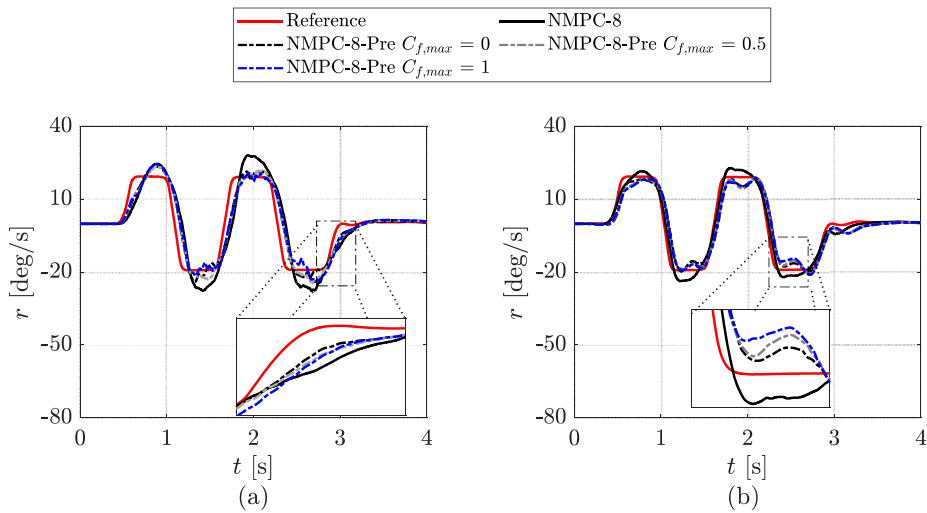 Reference NMPC-8
NMPC-8-Pre $C_{f,max} = 0$ NMPC-8-Pre $C_{f,max} = 0.5$
NMPC-8-Pre $C_{f,max} = 1$
40 40
10 10
-20 -20
-50 -50
-80 -80
r [deg/s] r [deg/s]
0 1 2 3 4 0 1 2 3 4
t [s] t [s]
(a) (b)